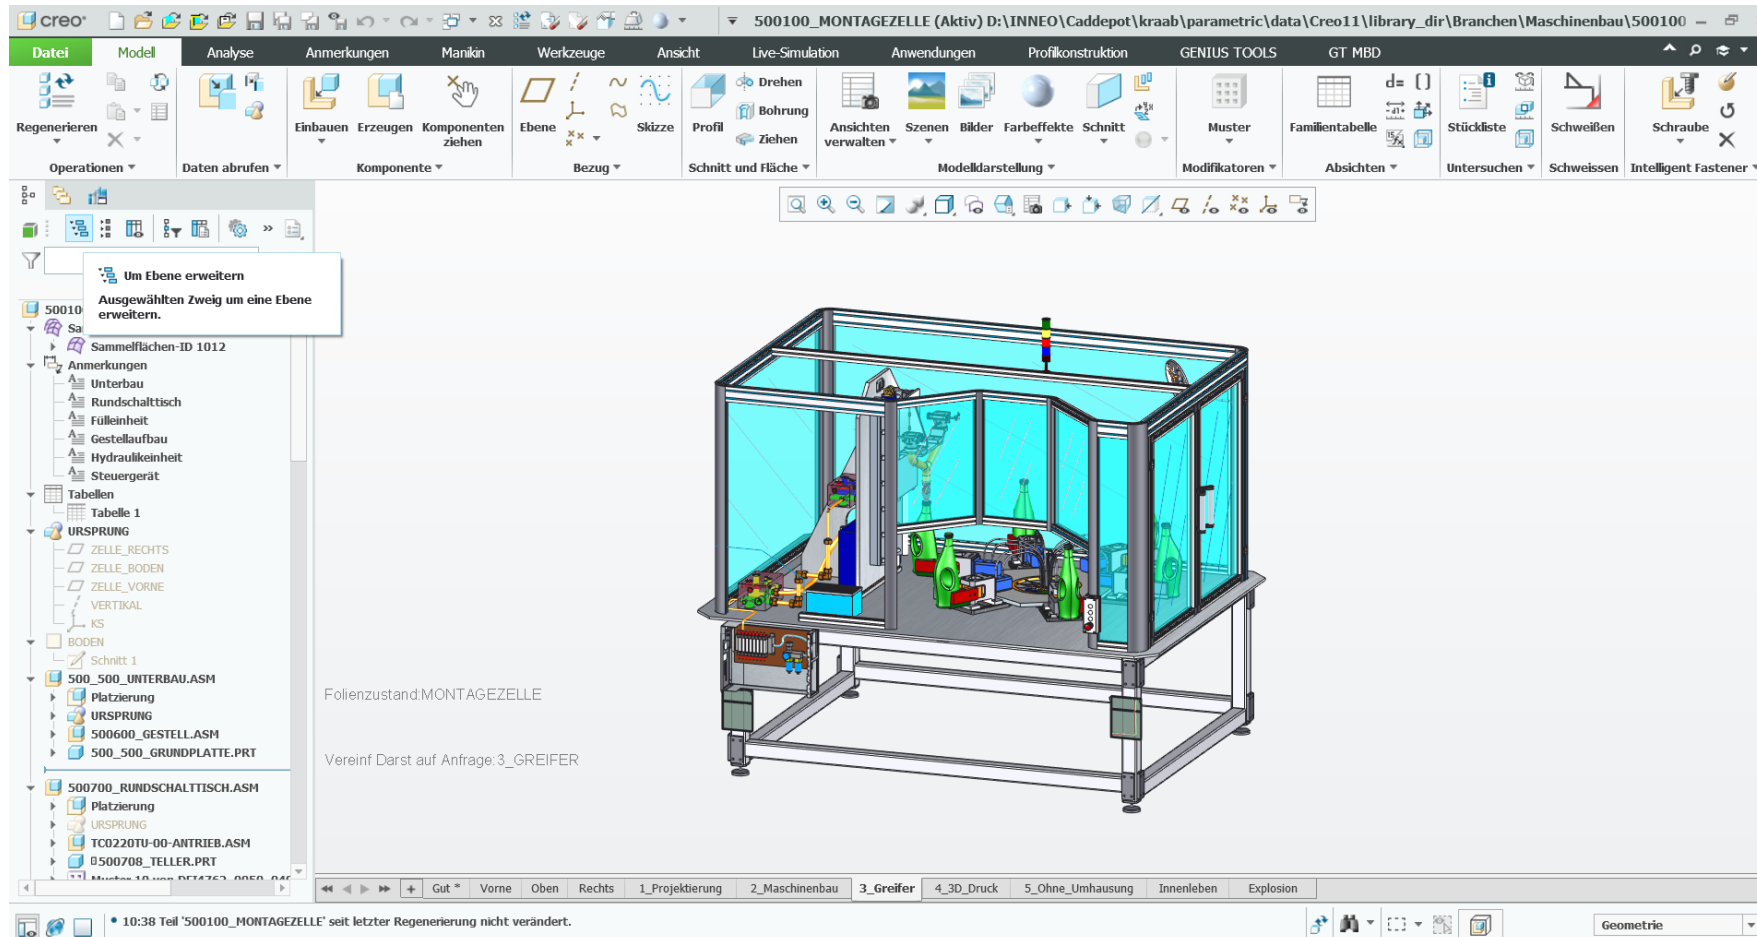 creo
500100_MONTAGEZELLE (Aktiv) D:\INNEO\Caddepot\kraab\parametric\data\Creo11\library_dir\Branchen\Maschinenbau\500100
Datei Modell Analyse Anmerkungen Manikin Werkzeuge Ansicht Live-Simulation Anwendungen Profilkonstruktion GENIUS TOOLS GT MBD
Drehen
d=
Bohrung
Regenerieren Einbauen Erzeugen Komponenten ziehen Ebene Skizze Profil Ansichten verwalten Szenen Bilder Farbeffekte Schnitt Muster Familientabelle Stückliste Schweißen Schraube
Ziehen
Operationen Daten abrufen Komponente Bezug Schnitt und Fläche Modelldarstellung Modifikatoren Absichten Untersuchen Schweissen Intelligent Fastener
Um Ebene erweitern
Ausgewählten Zweig um eine Ebene
erweitern.
50010
Sa
Sammelflächen-ID 1012
Anmerkungen
Unterbau
Rundschalttisch
Fülleinheit
Gestellaufbau
Hydraulikeinheit
Steuergerät
Tabellen
Tabelle 1
URSPRUNG
ZELLE_RECHTS
ZELLE_BODEN
ZELLE_VORNE
VERTIKAL
KS
BODEN
Schnitt 1
500_500_UNTERBAU.ASM
Platzierung
URSPRUNG
500600_GESTELL.ASM
500_500_GRUNDPLATTE.PRT
500700_RUNDSCHALTTISCH.ASM
Platzierung
URSPRUNG
TC0220TU-00-ANTRIEB.ASM
500708_TELLER.PRT
Folienzustand:MONTAGEZELLE
Vereinf Darst auf Anfrage:3_GREIFER
Gut * Vorne Oben Rechts 1_Projektierung 2_Maschinenbau 3_Greifer 4_3D_Druck 5_Ohne_Umhausung Innenleben Explosion
• 10:38 Teil '500100_MONTAGEZELLE' seit letzter Regenerierung nicht verändert.
Geometrie